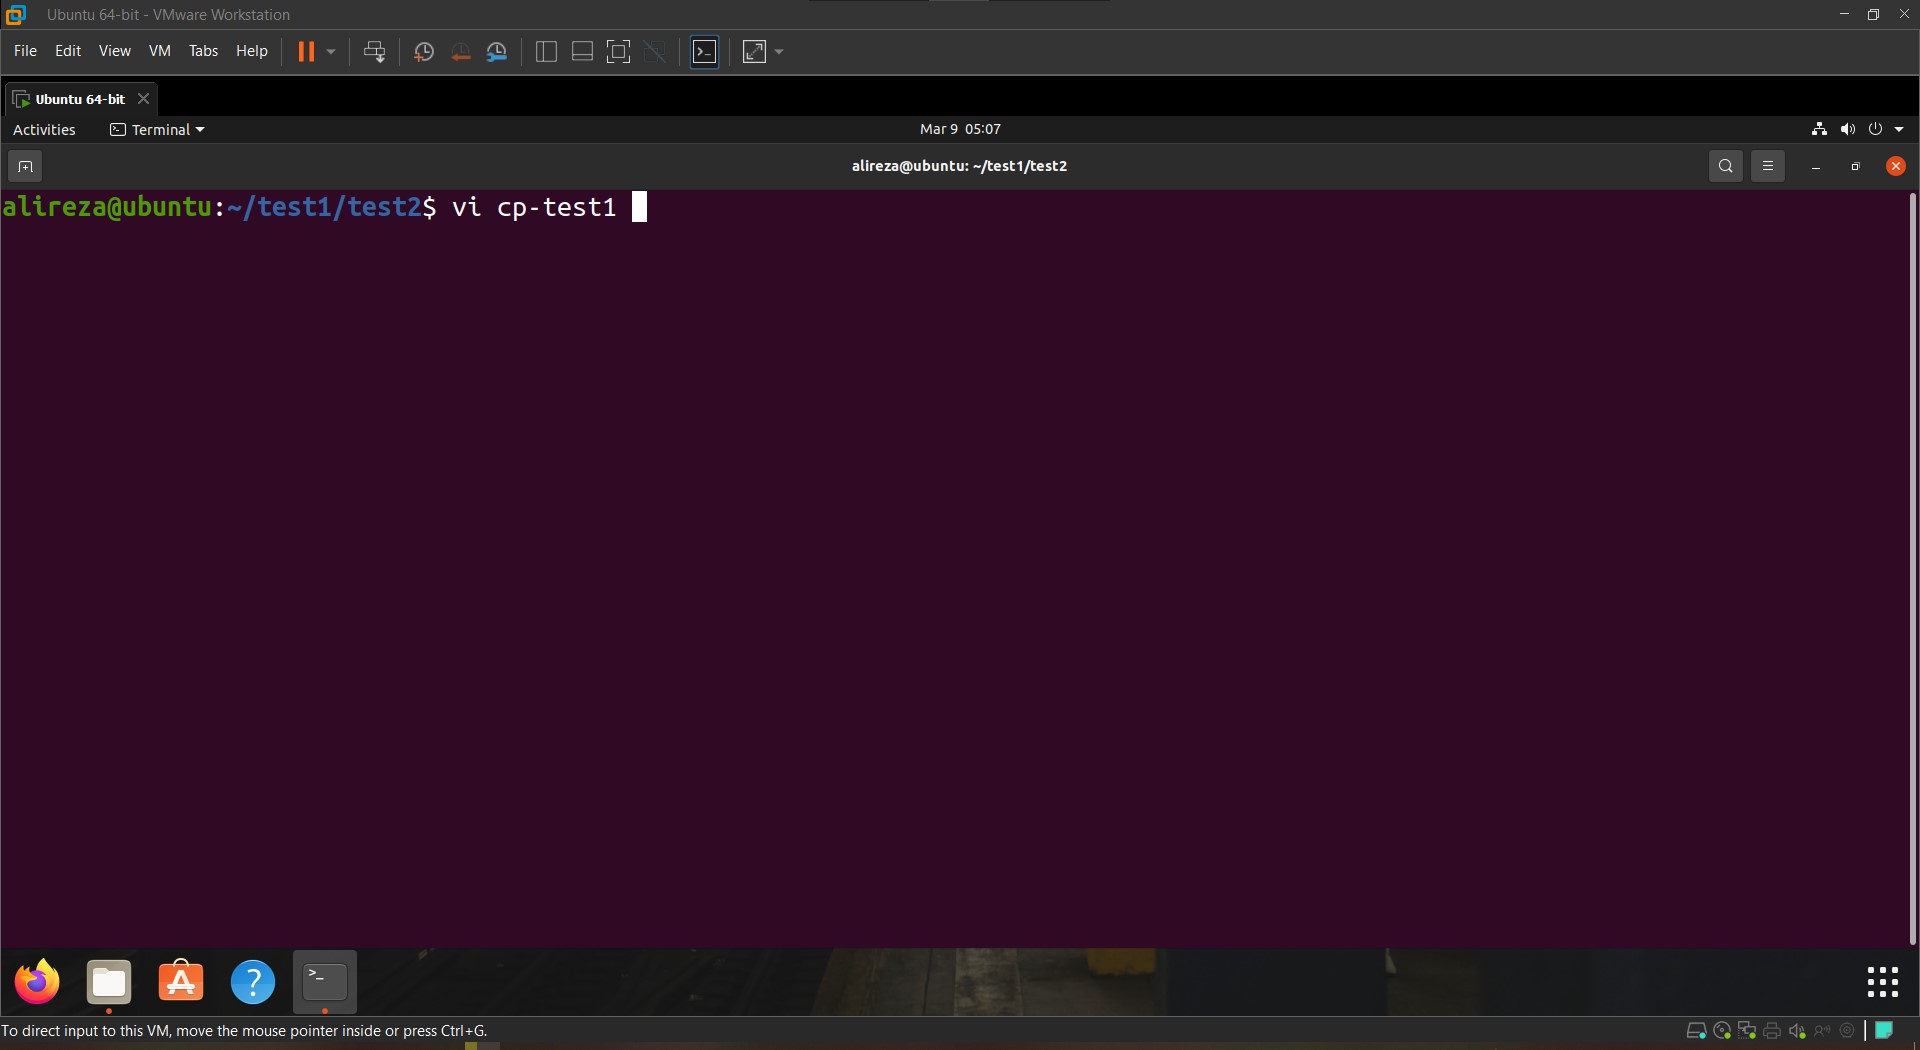 Ubuntu 64-bit - VMware Workstation
File Edit View VM Tabs Help
Ubuntu 64-bit
Activities Terminal Mar 9 05:07
alireza@ubuntu: ~/test1/test2
alireza@ubuntu:~/test1/test2$ vi cp-test1
To direct input to this VM, move the mouse pointer inside or press Ctrl+G.